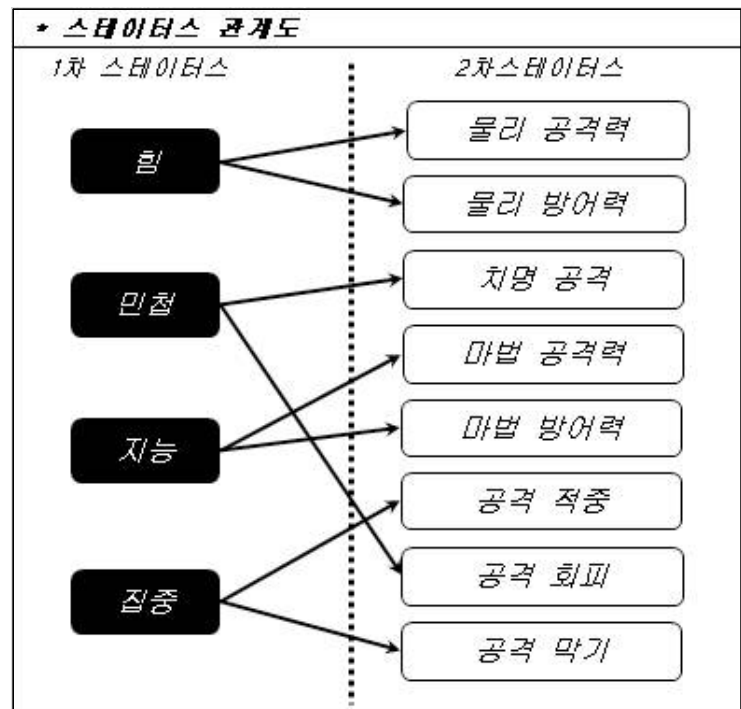 * 스테이터스 관계도
1차 스테이터스
2차스테이터스
힘
민첩
지능
집중
물리 공격력
물리 방어력
치명 공격
마법 공격력
마법 방어력
공격 적중
공격 회피
공격 막기